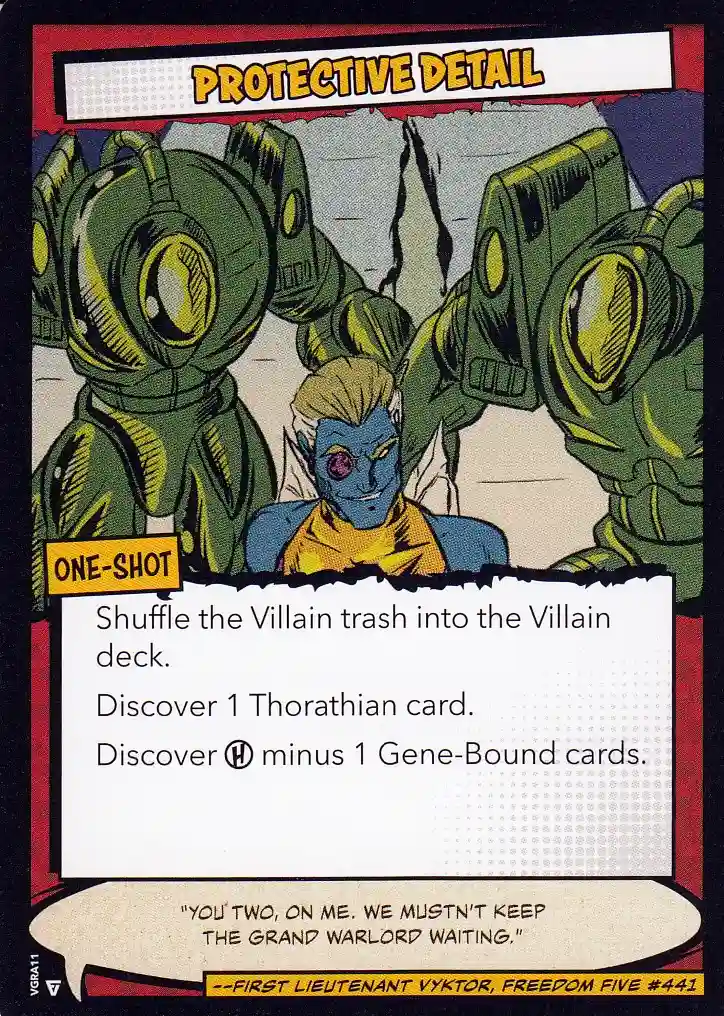 PROTECTIVE DETAIL
ONE-SHOT
Shuffle the Villain trash into the Villain
deck.
Discover 1 Thorathian card.
Discover Ⓗ minus 1 Gene-Bound cards.
"YOU TWO, ON ME. WE MUSTN'T KEEP
THE GRAND WARLORD WAITING."
--FIRST LIEUTENANT VYKTOR, FREEDOM FIVE #441
VGRA11